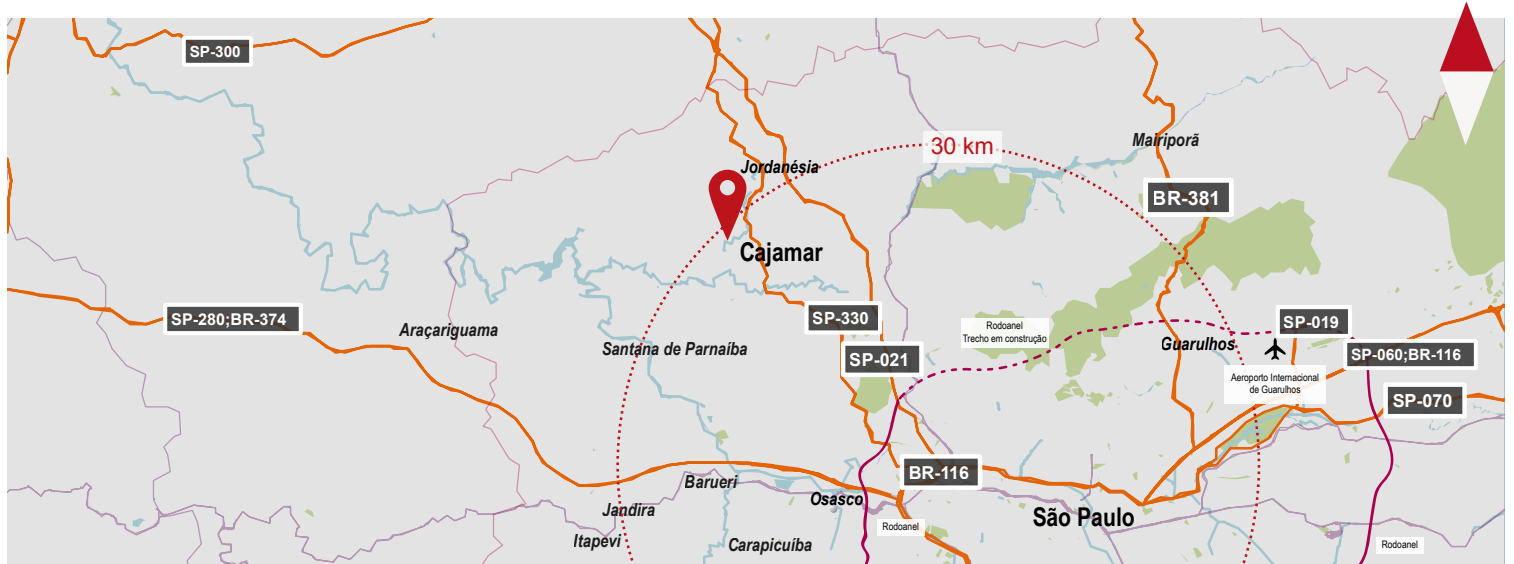 SP-300
30 km
Mairiporã
Jordanésia
BR-381
Cajamar
SP-280;BR-374
Araçariguama
SP-330
Rodoanel
Trecho em construção
SP-019
Santana de Parnaíba
SP-021
Guarulhos
SP-060;BR-116
Aeroporto Internacional
de Guarulhos
SP-070
BR-116
Barueri
Osasco
Jandira
São Paulo
Rodoanel
Itapevi
Carapicuíba
Rodoanel